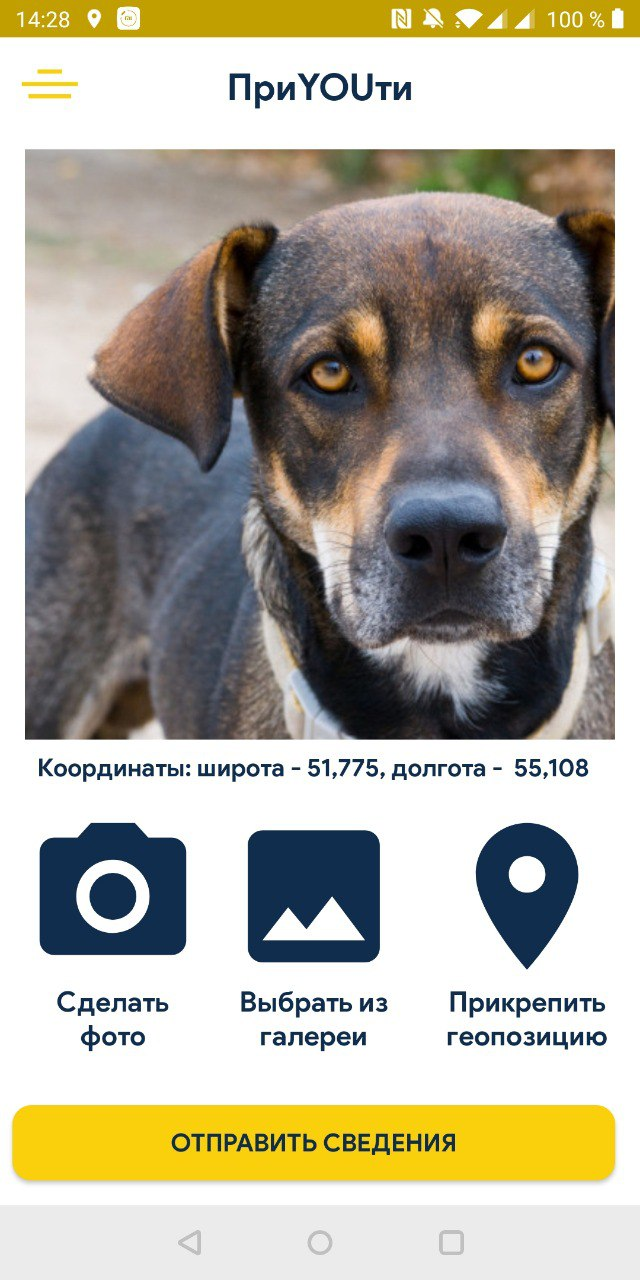 14:28
100 %
ПриYOUти
Координаты: широта - 51,775, долгота -  55,108
Сделать
фото
Выбрать из
галереи
Прикрепить
геопозицию
ОТПРАВИТЬ СВЕДЕНИЯ